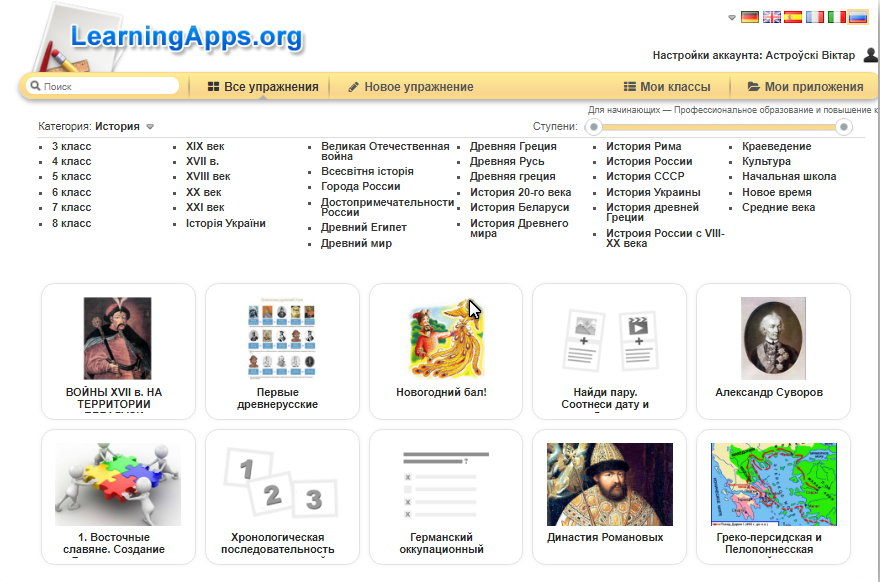 LearningApps.org
Настройки аккаунта: Астроўскі Віктар
Поиск
Все упражнения
Новое упражнение
Мои классы
Мои приложения
Для начинающих — Профессиональное образование и повышение к
Категория: История
Ступени:
3 класс
4 класс
5 класс
6 класс
7 класс
8 класс
XIX век
XVII в.
XVIII век
XX век
XXI век
Історія України
Великая Отечественная
война
Всесвітня історія
Города России
Достопримечательности
России
Древний Египет
Древний мир
Древняя Греция
Древняя Русь
Древняя греция
История 20-го века
История Беларуси
История Древнего
мира
История Рима
История России
История СССР
История Украины
История древней
Греции
Истроия России с VIII-
XX века
Краеведение
Культура
Начальная школа
Новое время
Средние века
ВОЙНЫ XVII в. НА
ТЕРРИТОРИИ
Первые
древнерусские
Новогодний бал!
Найди пару.
Соотнеси дату и
Александр Суворов
1. Восточные
славяне. Создание
1
2
3
Хронологическая
последовательность
?
Германский
оккупационный
Династия Романовых
Греко-персидская и
Пелопоннесская